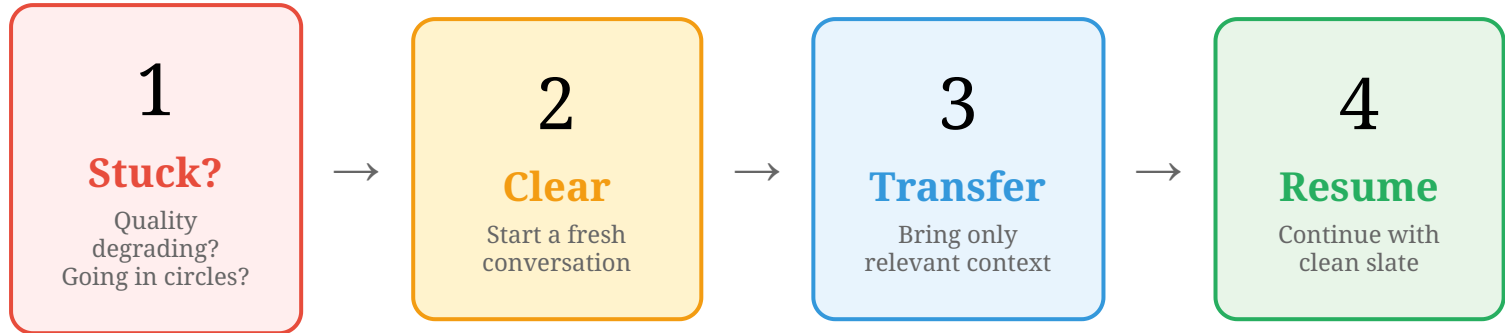 1
Stuck?
Quality
degrading?
Going in circles?
→
2
Clear
Start a fresh
conversation
→
3
Transfer
Bring only
relevant context
→
4
Resume
Continue with
clean slate